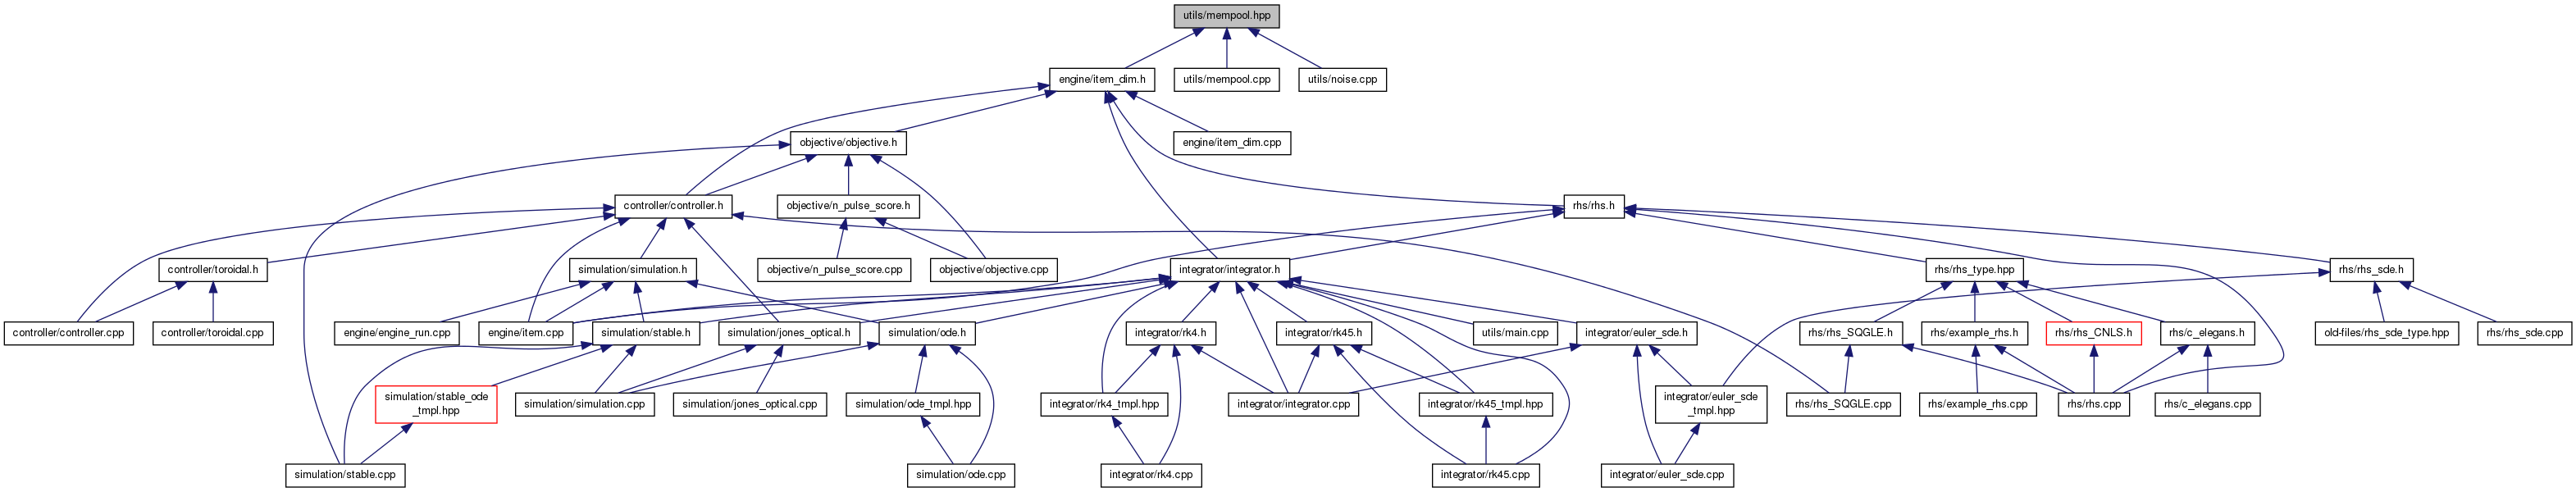 utils/mempool.hpp
engine/item_dim.h
utils/mempool.cpp
utils/noise.cpp
objective/objective.h
engine/item_dim.cpp
controller/controller.h
objective/n_pulse_score.h
rhs/rhs.h
controller/toroidal.h
simulation/simulation.h
objective/n_pulse_score.cpp
objective/objective.cpp
integrator/integrator.h
rhs/rhs_type.hpp
rhs/rhs_sde.h
controller/controller.cpp
controller/toroidal.cpp
engine/engine_run.cpp
engine/item.cpp
simulation/stable.h
simulation/jones_optical.h
simulation/ode.h
integrator/rk4.h
integrator/rk45.h
utils/main.cpp
integrator/euler_sde.h
rhs/rhs_SQGLE.h
rhs/example_rhs.h
rhs/rhs_CNLS.h
rhs/c_elegans.h
old-files/rhs_sde_type.hpp
rhs/rhs_sde.cpp
simulation/stable_ode
_tmpl.hpp
simulation/simulation.cpp
simulation/jones_optical.cpp
simulation/ode_tmpl.hpp
integrator/rk4_tmpl.hpp
integrator/integrator.cpp
integrator/rk45_tmpl.hpp
integrator/euler_sde
_tmpl.hpp
rhs/rhs_SQGLE.cpp
rhs/example_rhs.cpp
rhs/rhs.cpp
rhs/c_elegans.cpp
simulation/stable.cpp
simulation/ode.cpp
integrator/rk4.cpp
integrator/rk45.cpp
integrator/euler_sde.cpp